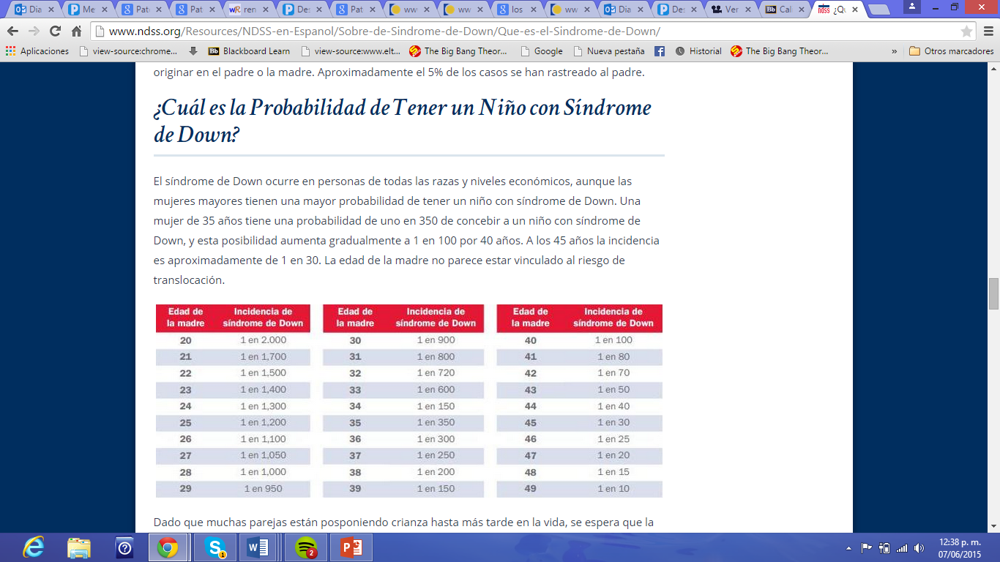 Dia
Me
Pat
Pat
ren
Des
Pat
ww
ww
los
ww
Dia
Des
Ver
Cal
¿Qu
www.ndss.org/Resources/NDSS-en-Espanol/Sobre-de-Sindrome-de-Down/Que-es-el-Sindrome-de-Down/
Aplicaciones view-source:chrome... Blackboard Learn view-source:www.elt... The Big Bang Theor... Google Nueva pestaña Historial The Big Bang Theor... » Otros marcadores
originar en el padre o la madre. Aproximadamente el 5% de los casos se han rastreado al padre.
¿Cuál es la Probabilidad de Tener un Niño con Síndrome
de Down?
El síndrome de Down ocurre en personas de todas las razas y niveles económicos, aunque las
mujeres mayores tienen una mayor probabilidad de tener un niño con síndrome de Down. Una
mujer de 35 años tiene una probabilidad de uno en 350 de concebir a un niño con síndrome de
Down, y esta posibilidad aumenta gradualmente a 1 en 100 por 40 años. A los 45 años la incidencia
es aproximadamente de 1 en 30. La edad de la madre no parece estar vinculado al riesgo de
translocación.
Edad de Incidencia de Edad de Incidencia de Edad de Incidencia de
la madre síndrome de Down la madre síndrome de Down la madre síndrome de Down
20 1 en 2.000 30 1 en 900 40 1 en 100
21 1 en 1,700 31 1 en 800 41 1 en 80
22 1 en 1,500 32 1 en 720 42 1 en 70
23 1 en 1,400 33 1 en 600 43 1 en 50
24 1 en 1,300 34 1 en 150 44 1 en 40
25 1 en 1,200 35 1 en 350 45 1 en 30
26 1 en 1,100 36 1 en 300 46 1 en 25
27 1 en 1,050 37 1 en 250 47 1 en 20
28 1 en 1,000 38 1 en 200 48 1 en 15
29 1 en 950 39 1 en 150 49 1 en 10
Dado que muchas parejas están posponiendo crianza hasta más tarde en la vida, se espera que la
12:38 p. m.
07/06/2015